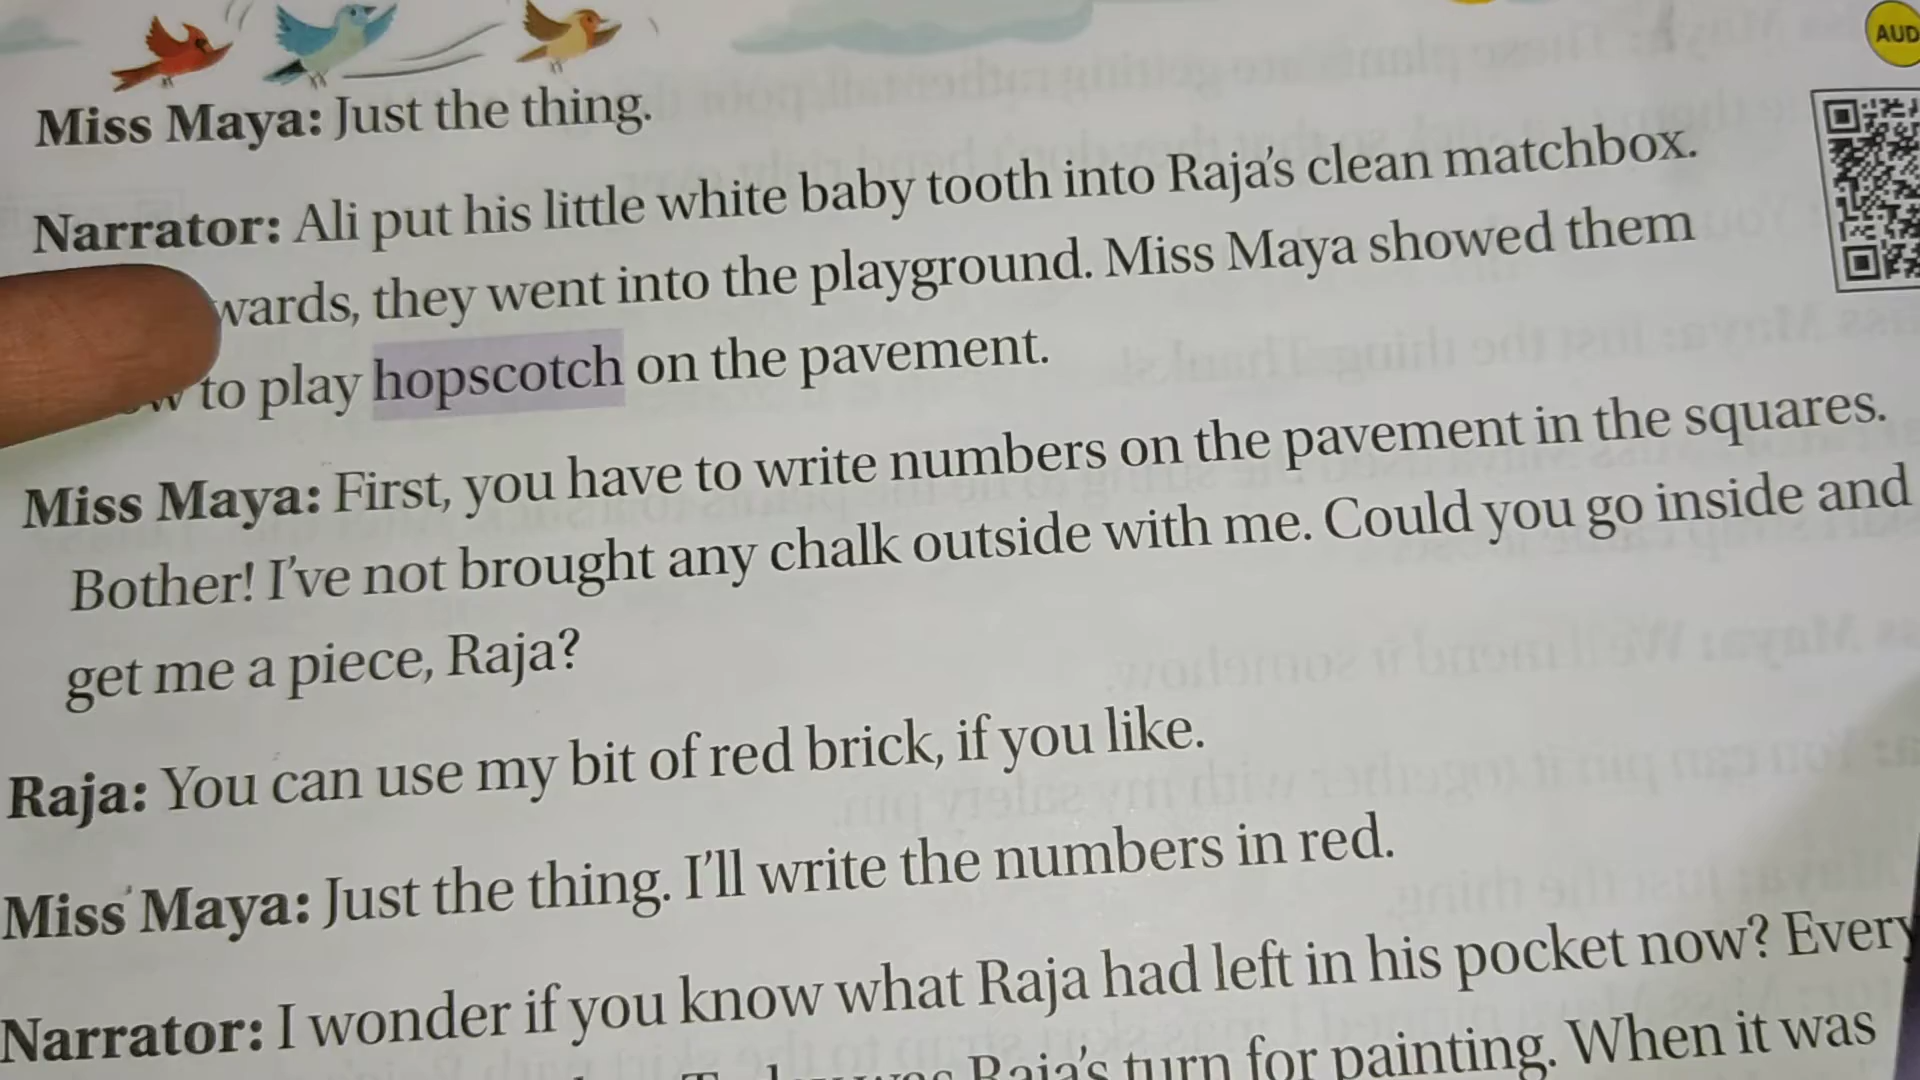 AUD
Miss Maya: Just the thing.
Narrator: Ali put his little white baby tooth into Raja's clean matchbox.
wards, they went into the playground. Miss Maya showed them
to play hopscotch on the pavement.
Miss Maya: First, you have to write numbers on the pavement in the squares.
Bother! I've not brought any chalk outside with me. Could you go inside and
get me a piece, Raja?
Raja: You can use my bit of red brick, if you like.
Miss Maya: Just the thing. I'll write the numbers in red.
Narrator: I wonder if you know what Raja had left in his pocket now? Every
Raja's turn for painting. When it was